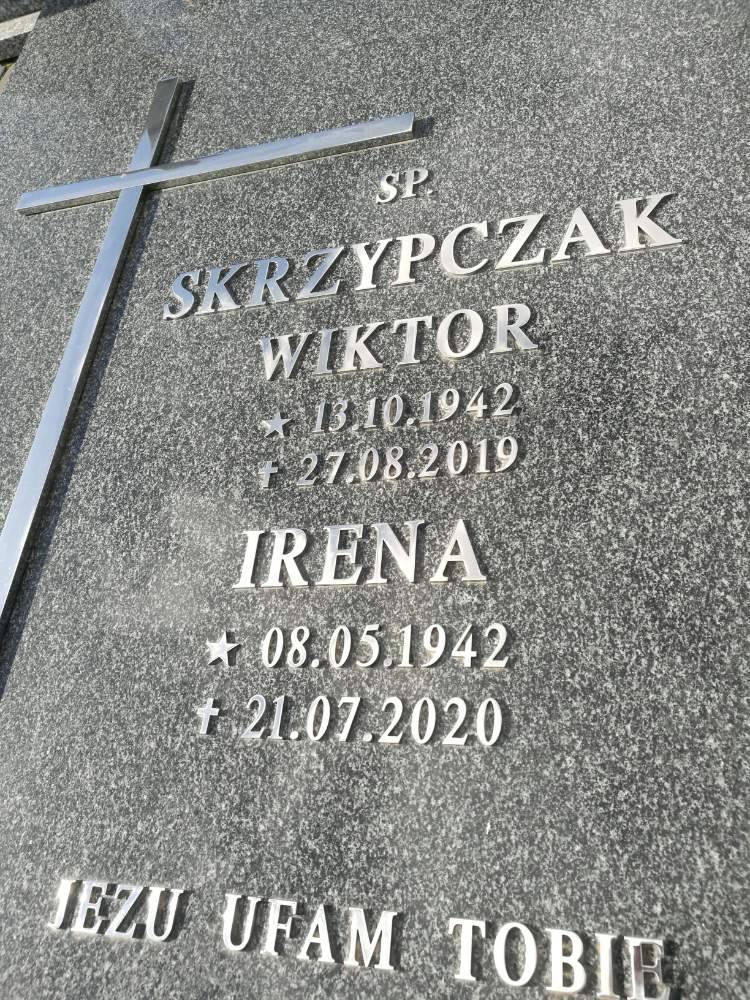 SP.
SKRZYPCZAK
WIKTOR
★ 13.10.1942
✝ 27.08.2019
IRENA
★ 08.05.1942
✝ 21.07.2020
JEZU UFAM TOBIE